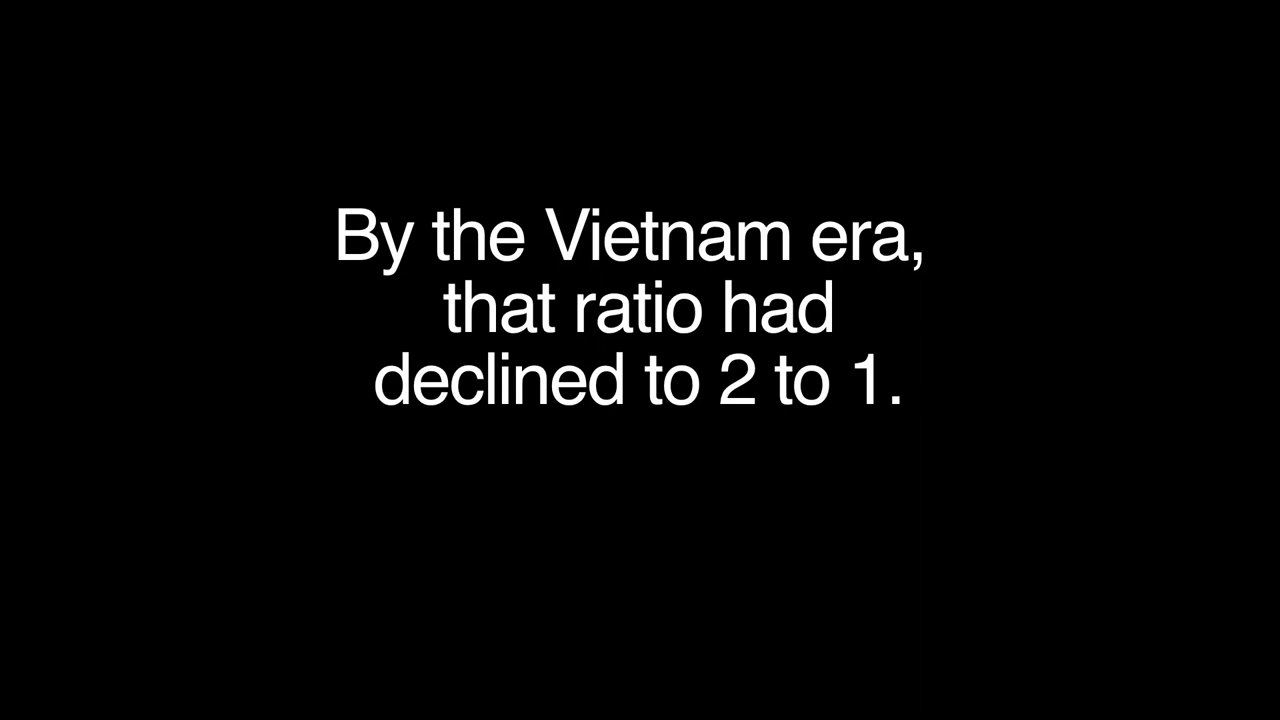 By the Vietnam era,
that ratio had
declined to 2 to 1.